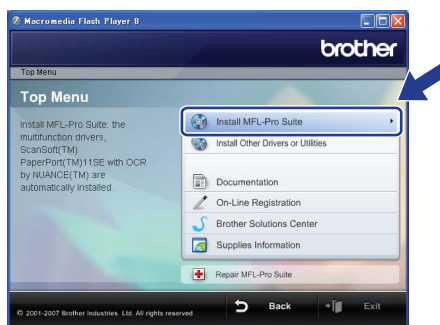 Macromedia Flash Player 8
brother
Top Menu
Top Menu
Install MFL-Pro Suite: the
multifunction drivers,
ScanSoft(TM)
PaperPort(TM)11SE with OCR
by NUANCE(TM) are
automatically installed.
Install MFL-Pro Suite
Install Other Drivers or Utilities
Documentation
On-Line Registration
Brother Solutions Center
Supplies Information
Repair MFL-Pro Suite
© 2001-2007 Brother Industries Ltd. All rights reserved
Back
Exit